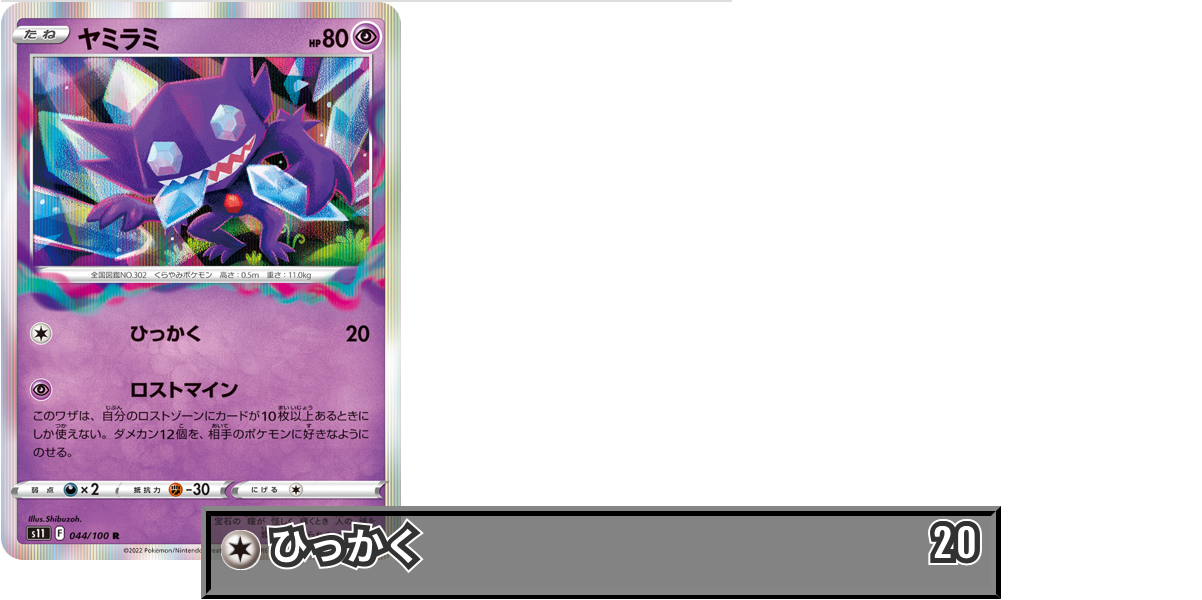 たね ヤミラミ HP80
全国図鑑NO.302 くらやみポケモン 高さ：0.5m 重さ：11.0kg
ひっかく 20
ロストマイン
このワザは、自分のロストゾーンにカードが10枚以上あるときに
しか使えない。ダメカン12個を、相手のポケモンに好きなように
のせる。
弱点 ×2 抵抗力 -30 にげる
Illus.Shibuzoh.
s11 F 044/100 R
©2022 Pokémon/Nintendo
ひっかく 20